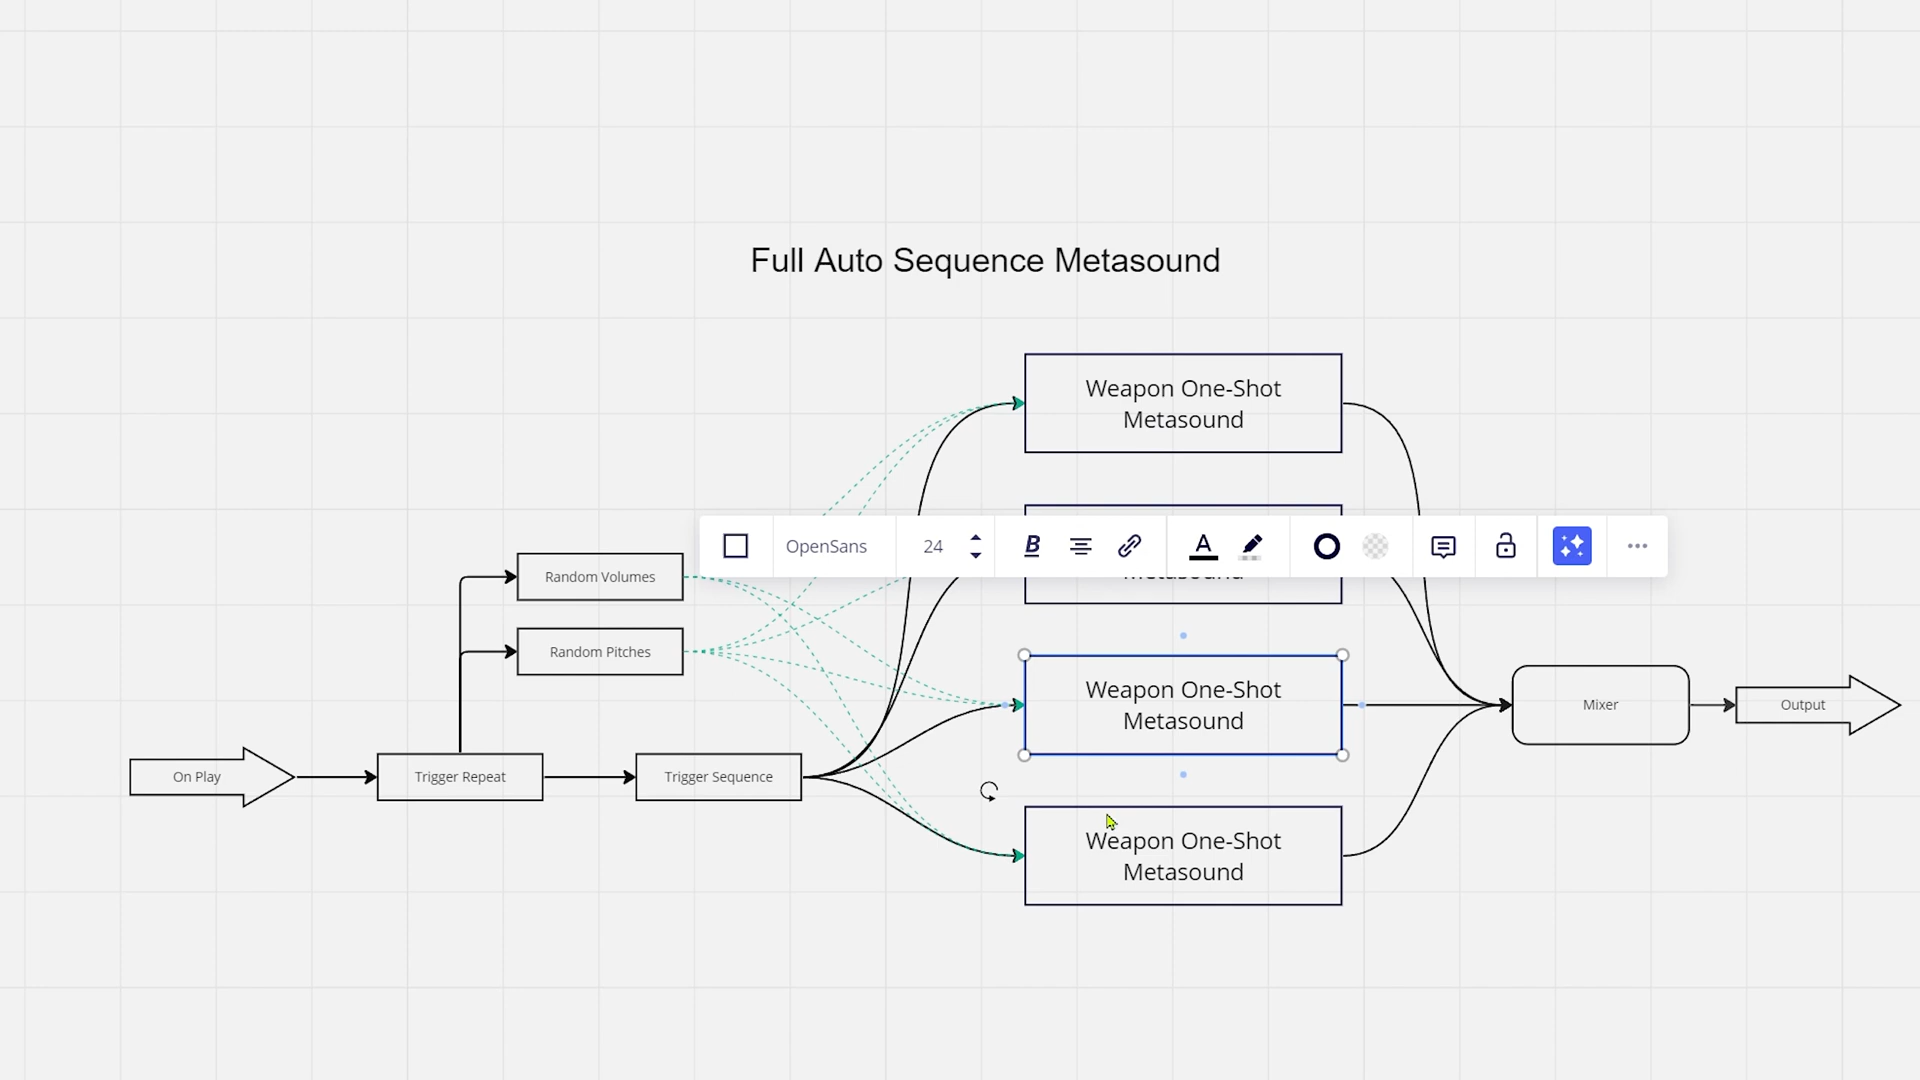 Full Auto Sequence Metasound
Weapon One-Shot
Metasound
OpenSans
24
B
A
Random Volumes
Random Pitches
Weapon One-Shot
Metasound
Mixer
Output
On Play
Trigger Repeat
Trigger Sequence
Weapon One-Shot
Metasound